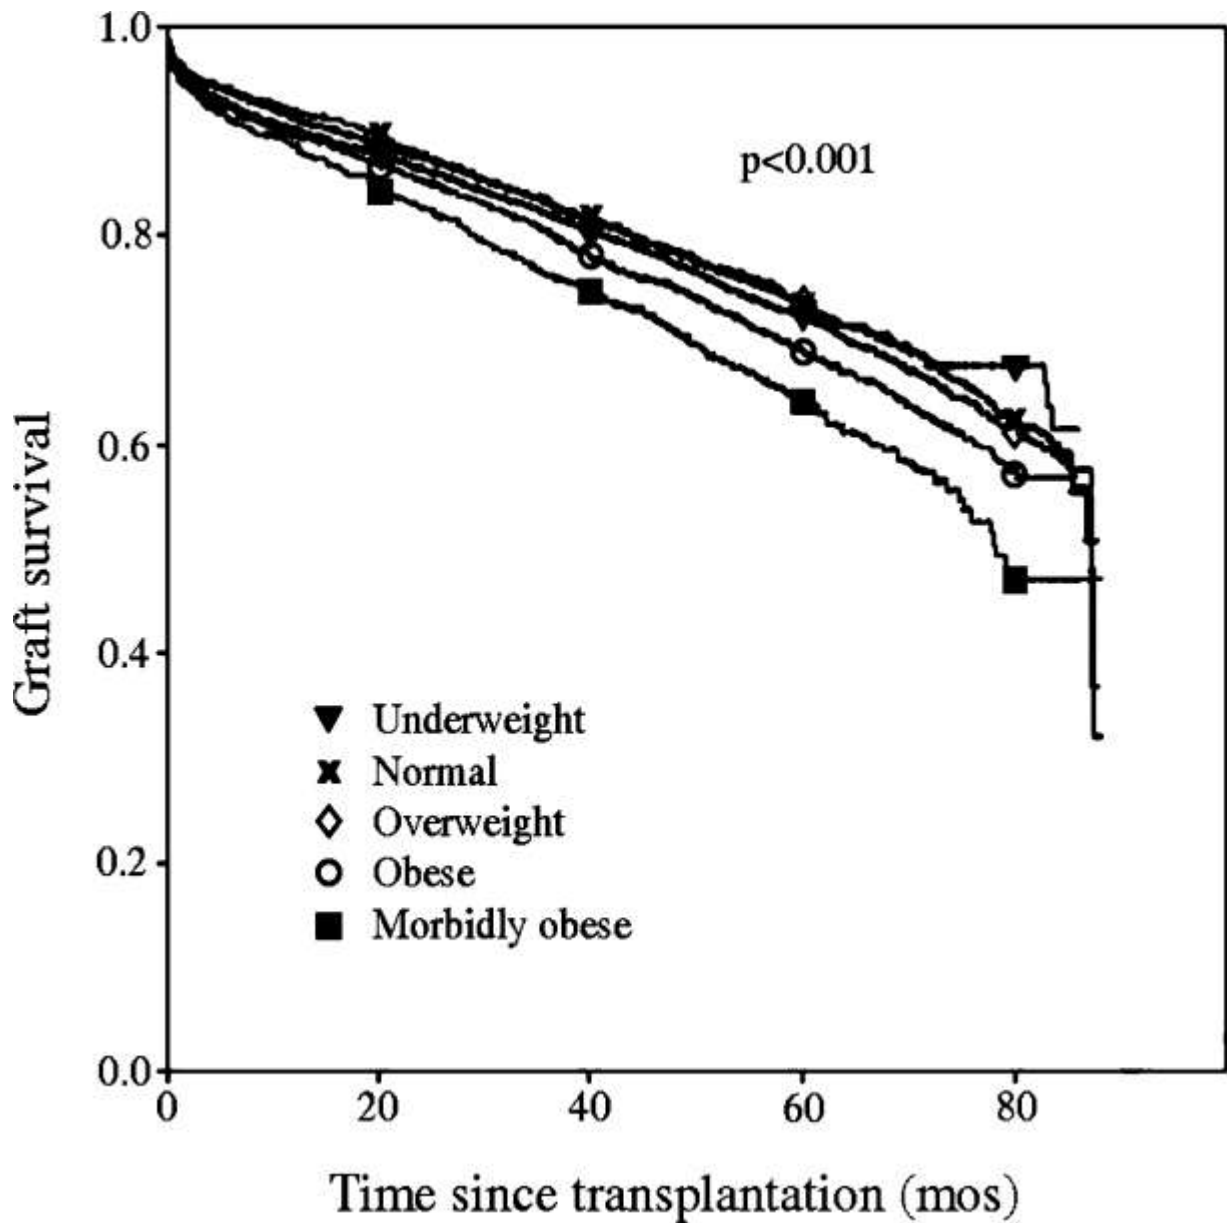 Graft survival
1.0
0.8
0.6
0.4
0.2
0.0
p<0.001
Underweight
Normal
Overweight
Obese
Morbidly obese
0 20 40 60 80
Time since transplantation (mos)